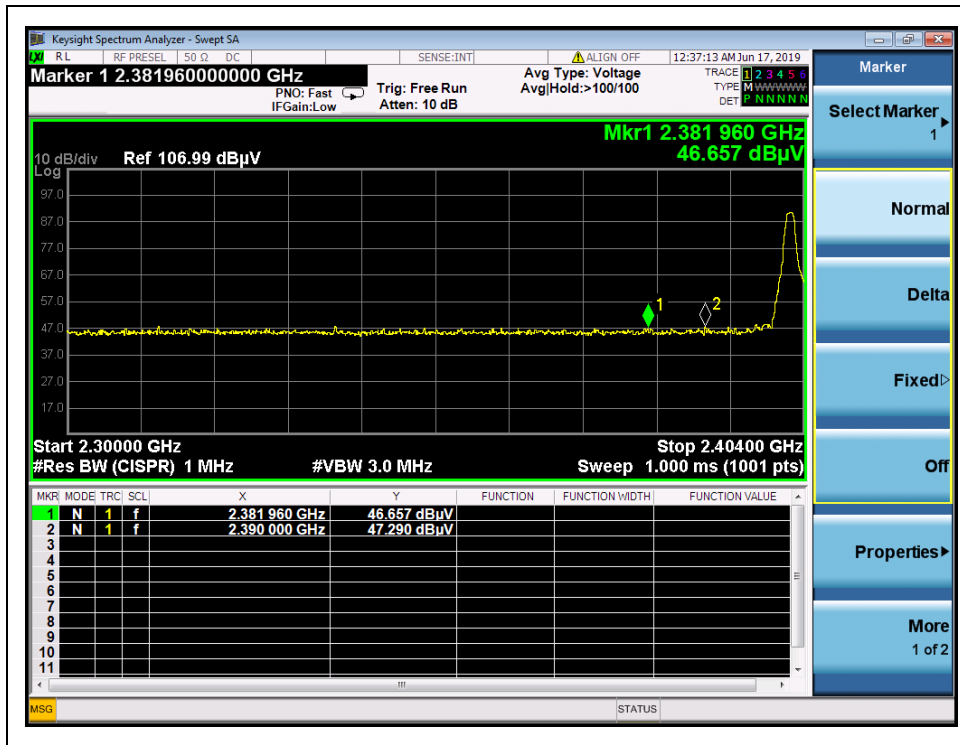 Keysight Spectrum Analyzer - Swept SA
LXI RL RF PRESEL 50 Ω DC SENSE:INT ALIGN OFF 12:37:13 AM Jun 17, 2019
Marker 1 2.381960000000 GHz
PNO: Fast
IFGain:Low
Trig: Free Run
Atten: 10 dB
Avg Type: Voltage
Avg|Hold:>100/100
TRACE 1 2 3 4 5 6
TYPE M W W W W W
DET P N N N N N
Mkr1 2.381 960 GHz
46.657 dBµV
10 dB/div Ref 106.99 dBµV
Log
97.0
87.0
77.0
67.0
57.0
47.0
37.0
27.0
17.0
1
2
Start 2.30000 GHz Stop 2.40400 GHz
#Res BW (CISPR) 1 MHz #VBW 3.0 MHz Sweep 1.000 ms (1001 pts)
MKR MODE TRC SCL X Y FUNCTION FUNCTION WIDTH FUNCTION VALUE
1 N 1 f 2.381 960 GHz 46.657 dBµV
2 N 1 f 2.390 000 GHz 47.290 dBµV
3
4
5
6
7
8
9
10
11
MSG STATUS
Marker
Select Marker
1
Normal
Delta
Fixed
Off
Properties
More
1 of 2